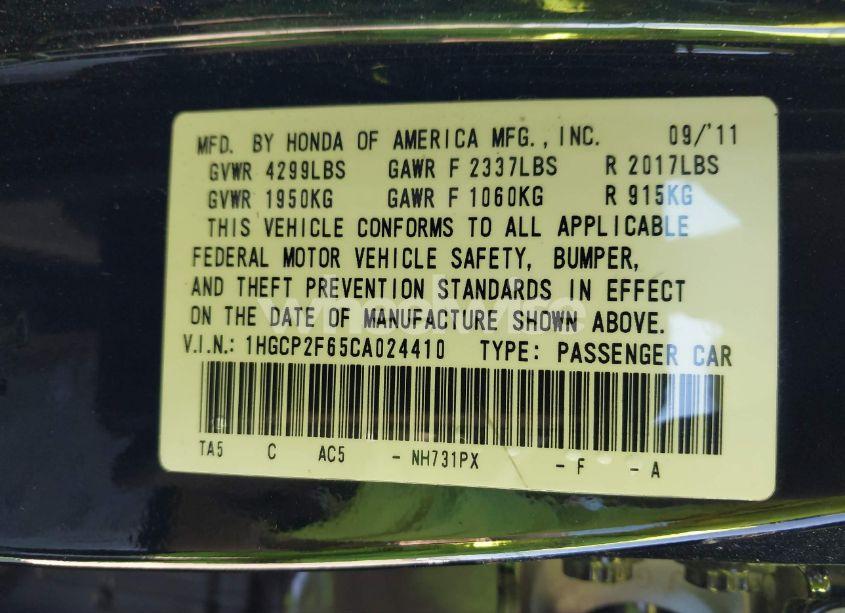 MFD. BY HONDA OF AMERICA MFG., INC. 09/'11
GVWR 4299LBS GAWR F 2337LBS R 2017LBS
GVWR 1950KG GAWR F 1060KG R 915KG
THIS VEHICLE CONFORMS TO ALL APPLICABLE
FEDERAL MOTOR VEHICLE SAFETY, BUMPER,
AND THEFT PREVENTION STANDARDS IN EFFECT
ON THE DATE OF MANUFACTURE SHOWN ABOVE.
V.I.N.: 1HGCP2F65CA024410 TYPE: PASSENGER CAR
TA5 C AC5 - NH731PX - F - A